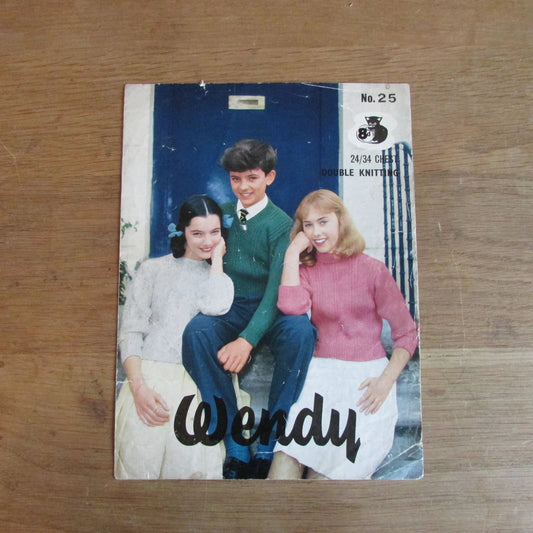 No. 25
24/34 CHEST
DOUBLE KNITTING
Wendy